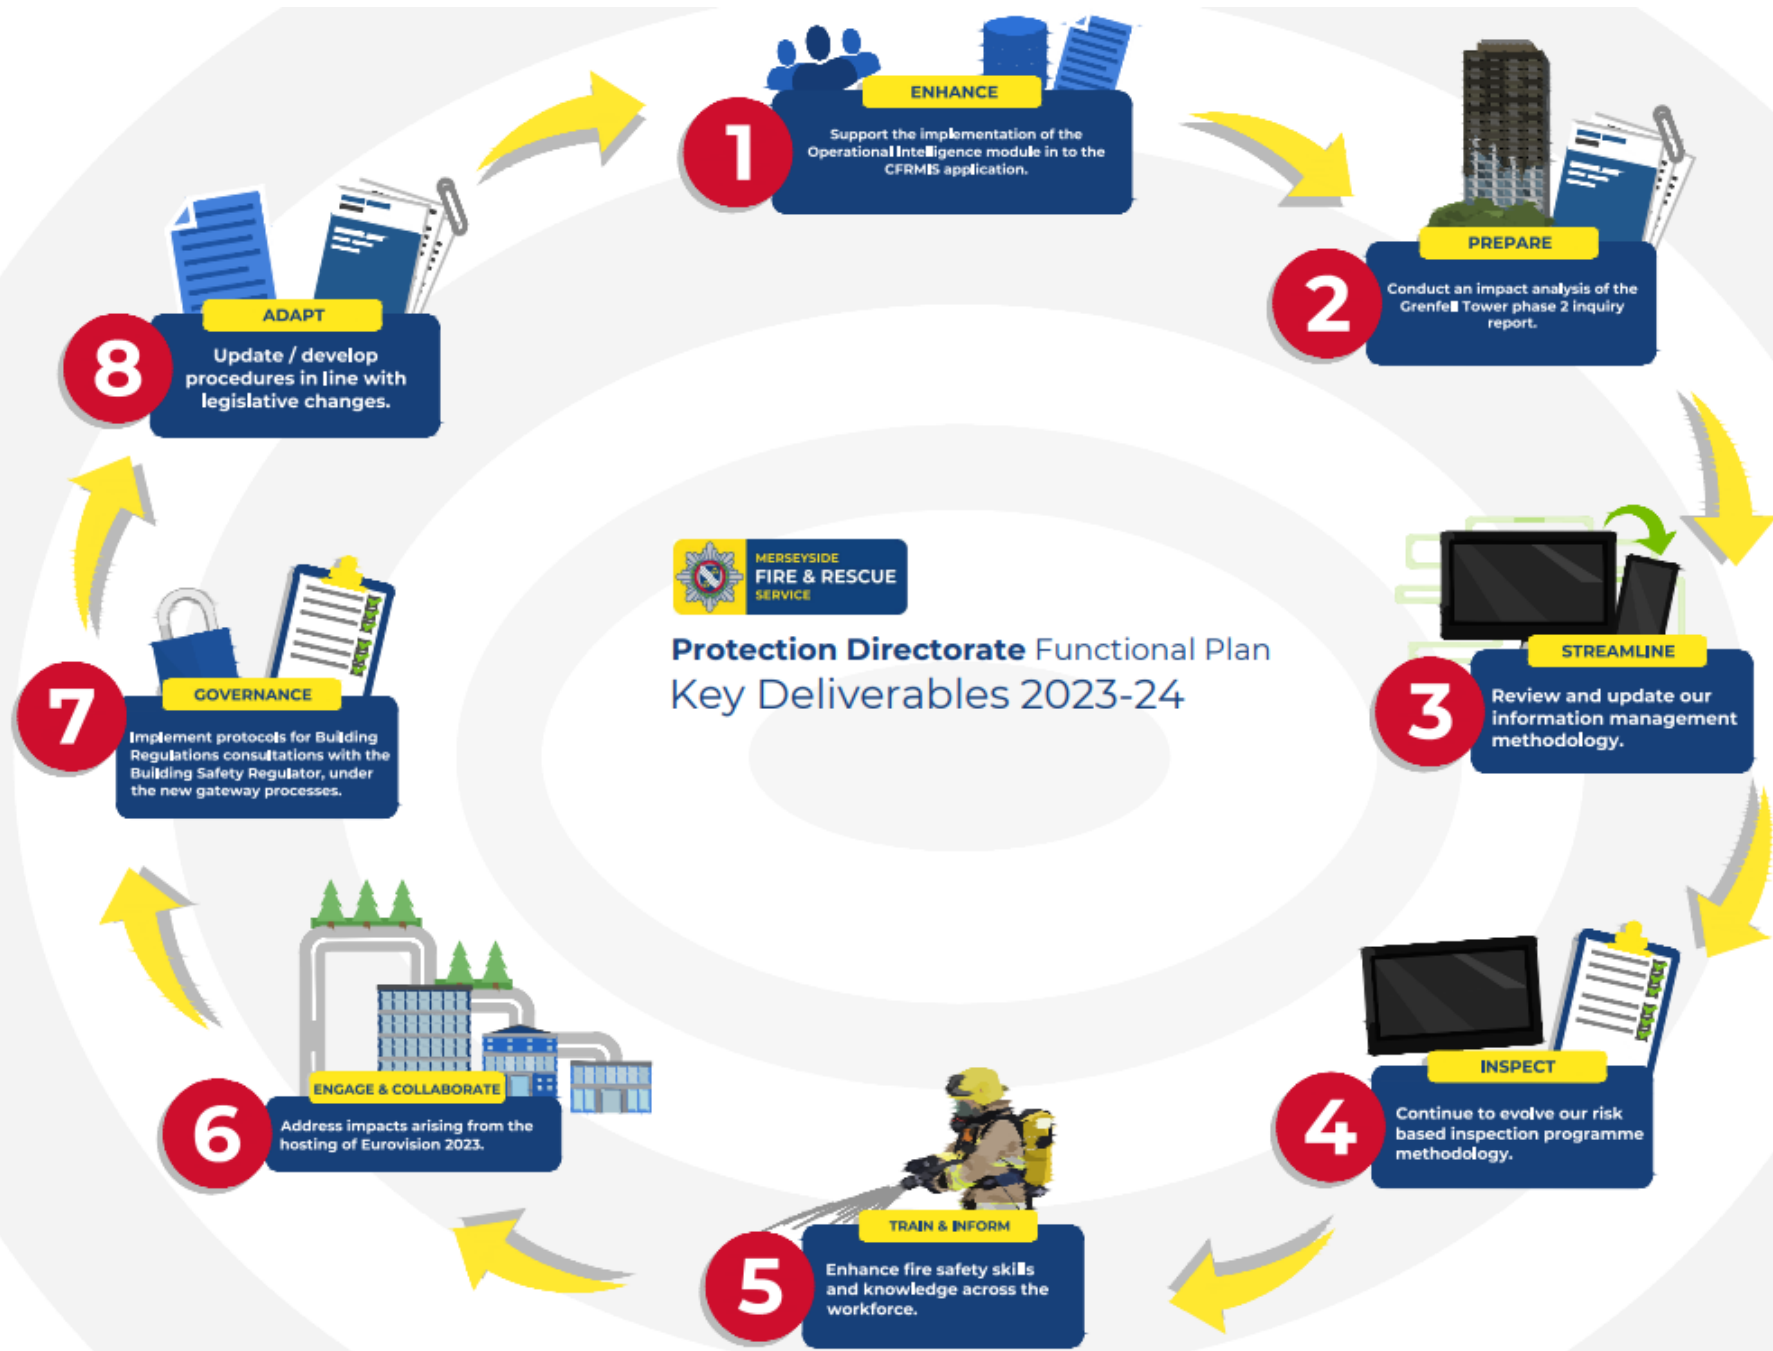 1
ENHANCE
Support the implementation of the
Operational Intelligence module in to the
CFRMIS application.
2
PREPARE
Conduct an impact analysis of the
Grenfell Tower phase 2 inquiry
report.
3
STREAMLINE
Review and update our
information management
methodology.
4
INSPECT
Continue to evolve our risk
based inspection programme
methodology.
5
TRAIN & INFORM
Enhance fire safety skills
and knowledge across the
workforce.
6
ENGAGE & COLLABORATE
Address impacts arising from the
hosting of Eurovision 2023.
7
GOVERNANCE
Implement protocols for Building
Regulations consultations with the
Building Safety Regulator, under
the new gateway processes.
8
ADAPT
Update / develop
procedures in line with
legislative changes.
MERSEYSIDE
FIRE & RESCUE
SERVICE
Protection Directorate Functional Plan
Key Deliverables 2023-24